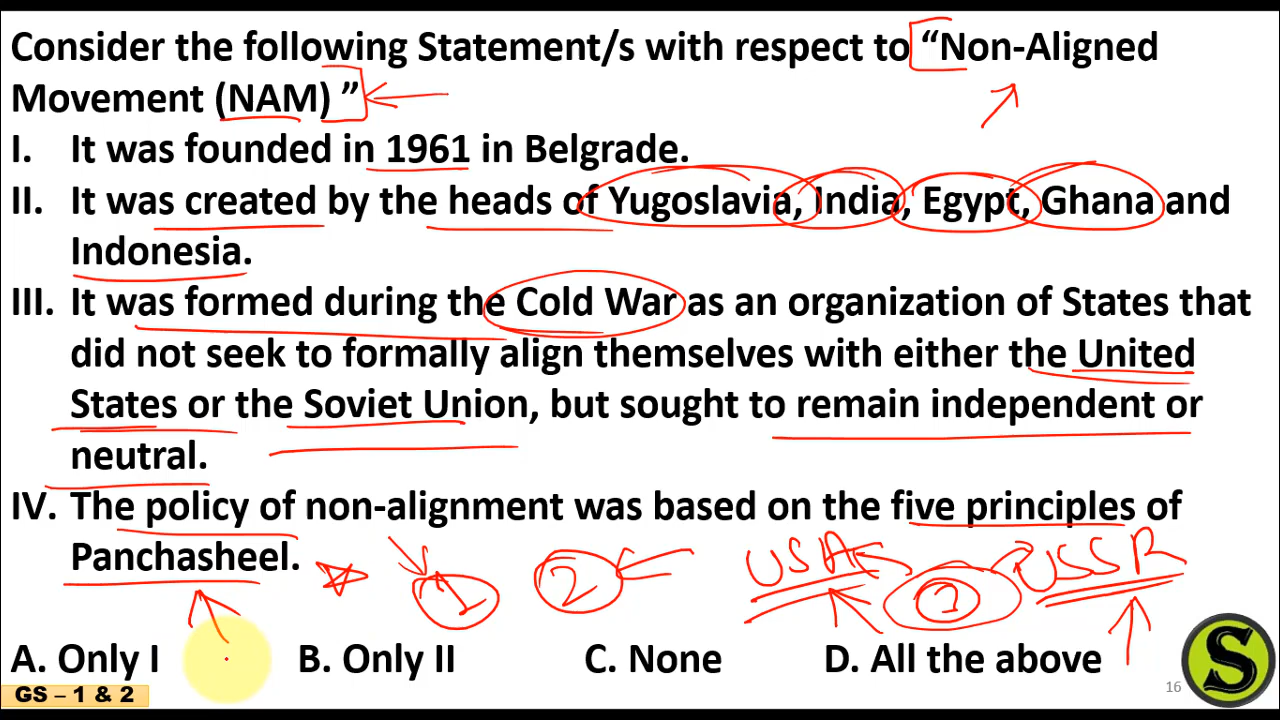 Consider the following Statement/s with respect to “Non-Aligned
Movement (NAM) ”
I. It was founded in 1961 in Belgrade.
II. It was created by the heads of Yugoslavia, India, Egypt, Ghana and
Indonesia.
III. It was formed during the Cold War as an organization of States that
did not seek to formally align themselves with either the United
States or the Soviet Union, but sought to remain independent or
neutral.
IV. The policy of non-alignment was based on the five principles of
Panchasheel.
1 2 USA USSR
A. Only I B. Only II C. None D. All the above
GS – 1 & 2
16
S